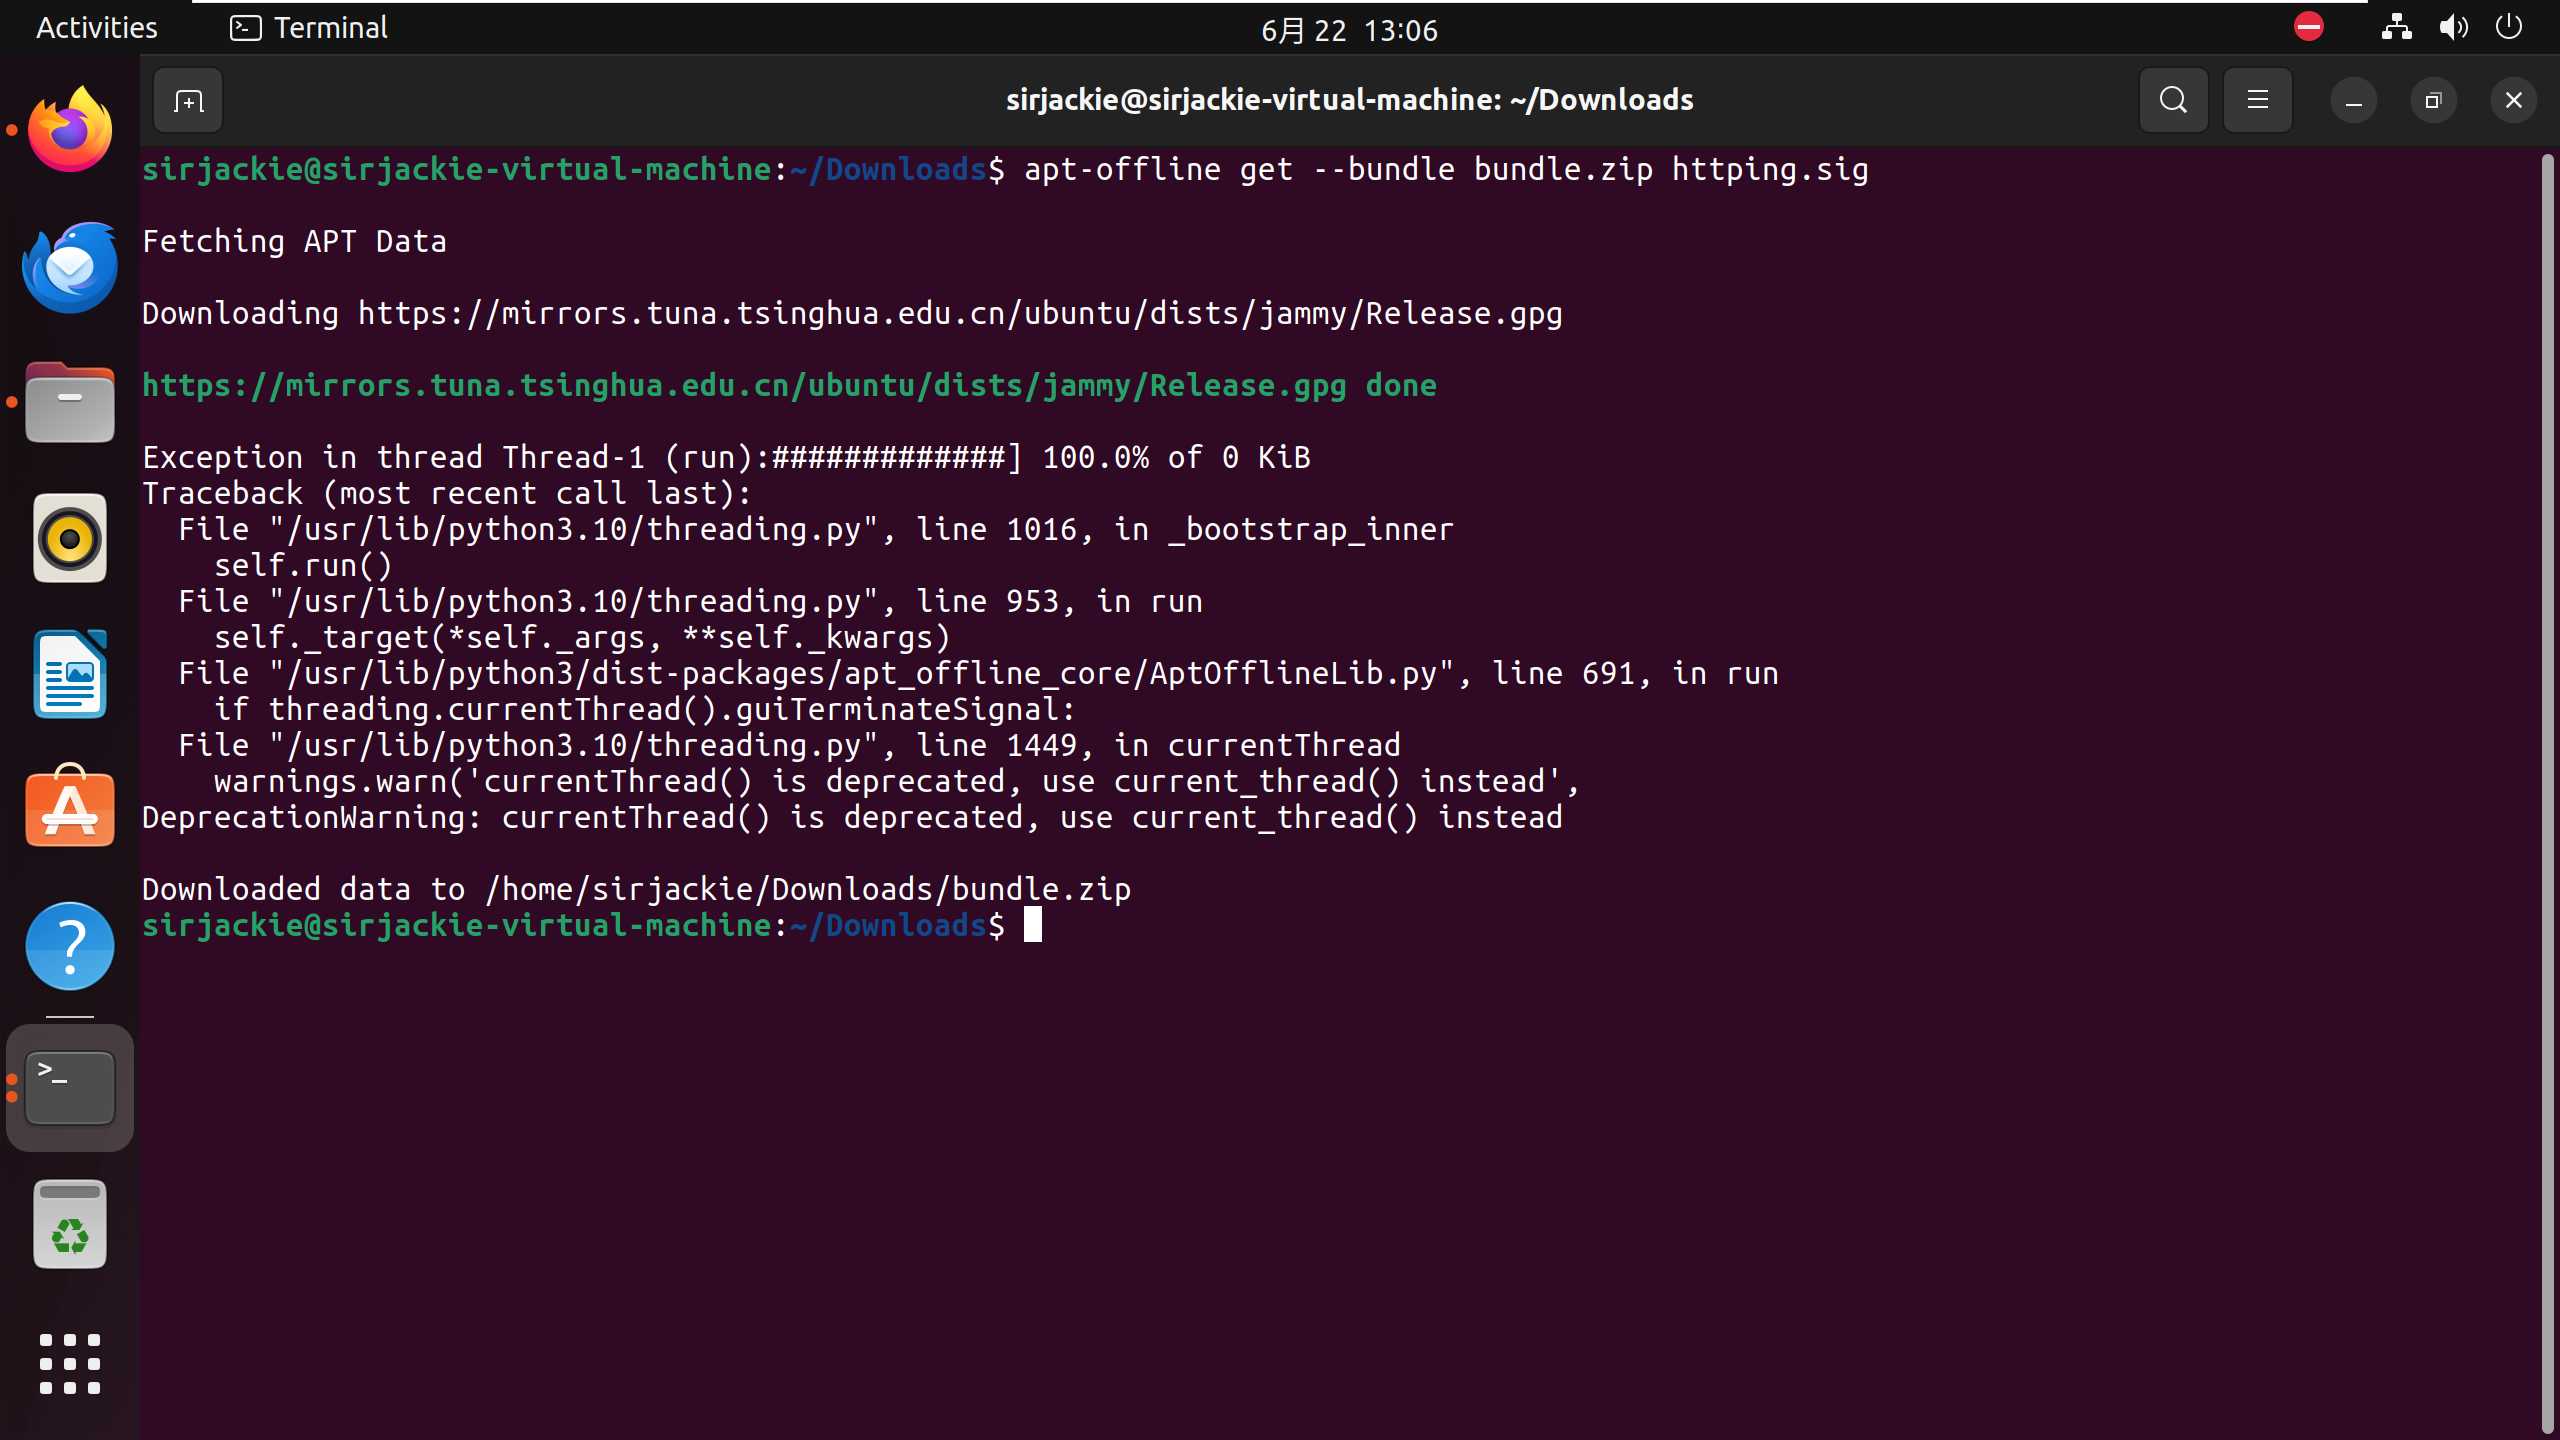 Activities
Terminal
6月 22 13:06
sirjackie@sirjackie-virtual-machine: ~/Downloads
sirjackie@sirjackie-virtual-machine:~/Downloads$ apt-offline get --bundle bundle.zip httping.sig
Fetching APT Data
Downloading https://mirrors.tuna.tsinghua.edu.cn/ubuntu/dists/jammy/Release.gpg
https://mirrors.tuna.tsinghua.edu.cn/ubuntu/dists/jammy/Release.gpg done
Exception in thread Thread-1 (run):#############] 100.0% of 0 KiB
Traceback (most recent call last):
  File "/usr/lib/python3.10/threading.py", line 1016, in _bootstrap_inner
    self.run()
  File "/usr/lib/python3.10/threading.py", line 953, in run
    self._target(*self._args, **self._kwargs)
  File "/usr/lib/python3/dist-packages/apt_offline_core/AptOfflineLib.py", line 691, in run
    if threading.currentThread().guiTerminateSignal:
  File "/usr/lib/python3.10/threading.py", line 1449, in currentThread
    warnings.warn('currentThread() is deprecated, use current_thread() instead',
DeprecationWarning: currentThread() is deprecated, use current_thread() instead
Downloaded data to /home/sirjackie/Downloads/bundle.zip
sirjackie@sirjackie-virtual-machine:~/Downloads$